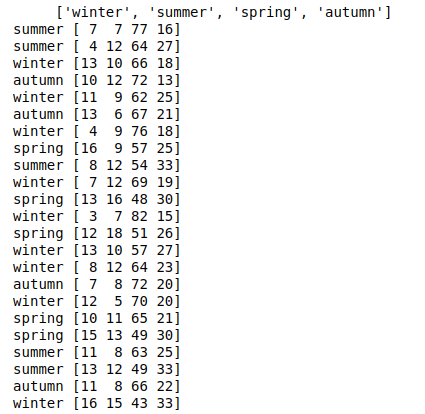 ['winter', 'summer', 'spring', 'autumn']
summer [ 7  7 77 16]
summer [ 4 12 64 27]
winter [13 10 66 18]
autumn [10 12 72 13]
winter [11  9 62 25]
autumn [13  6 67 21]
winter [ 4  9 76 18]
spring [16  9 57 25]
summer [ 8 12 54 33]
winter [ 7 12 69 19]
spring [13 16 48 30]
winter [ 3  7 82 15]
spring [12 18 51 26]
winter [13 10 57 27]
winter [ 8 12 64 23]
autumn [ 7  8 72 20]
winter [12  5 70 20]
spring [10 11 65 21]
spring [15 13 49 30]
summer [11  8 63 25]
summer [13 12 49 33]
autumn [11  8 66 22]
winter [16 15 43 33]